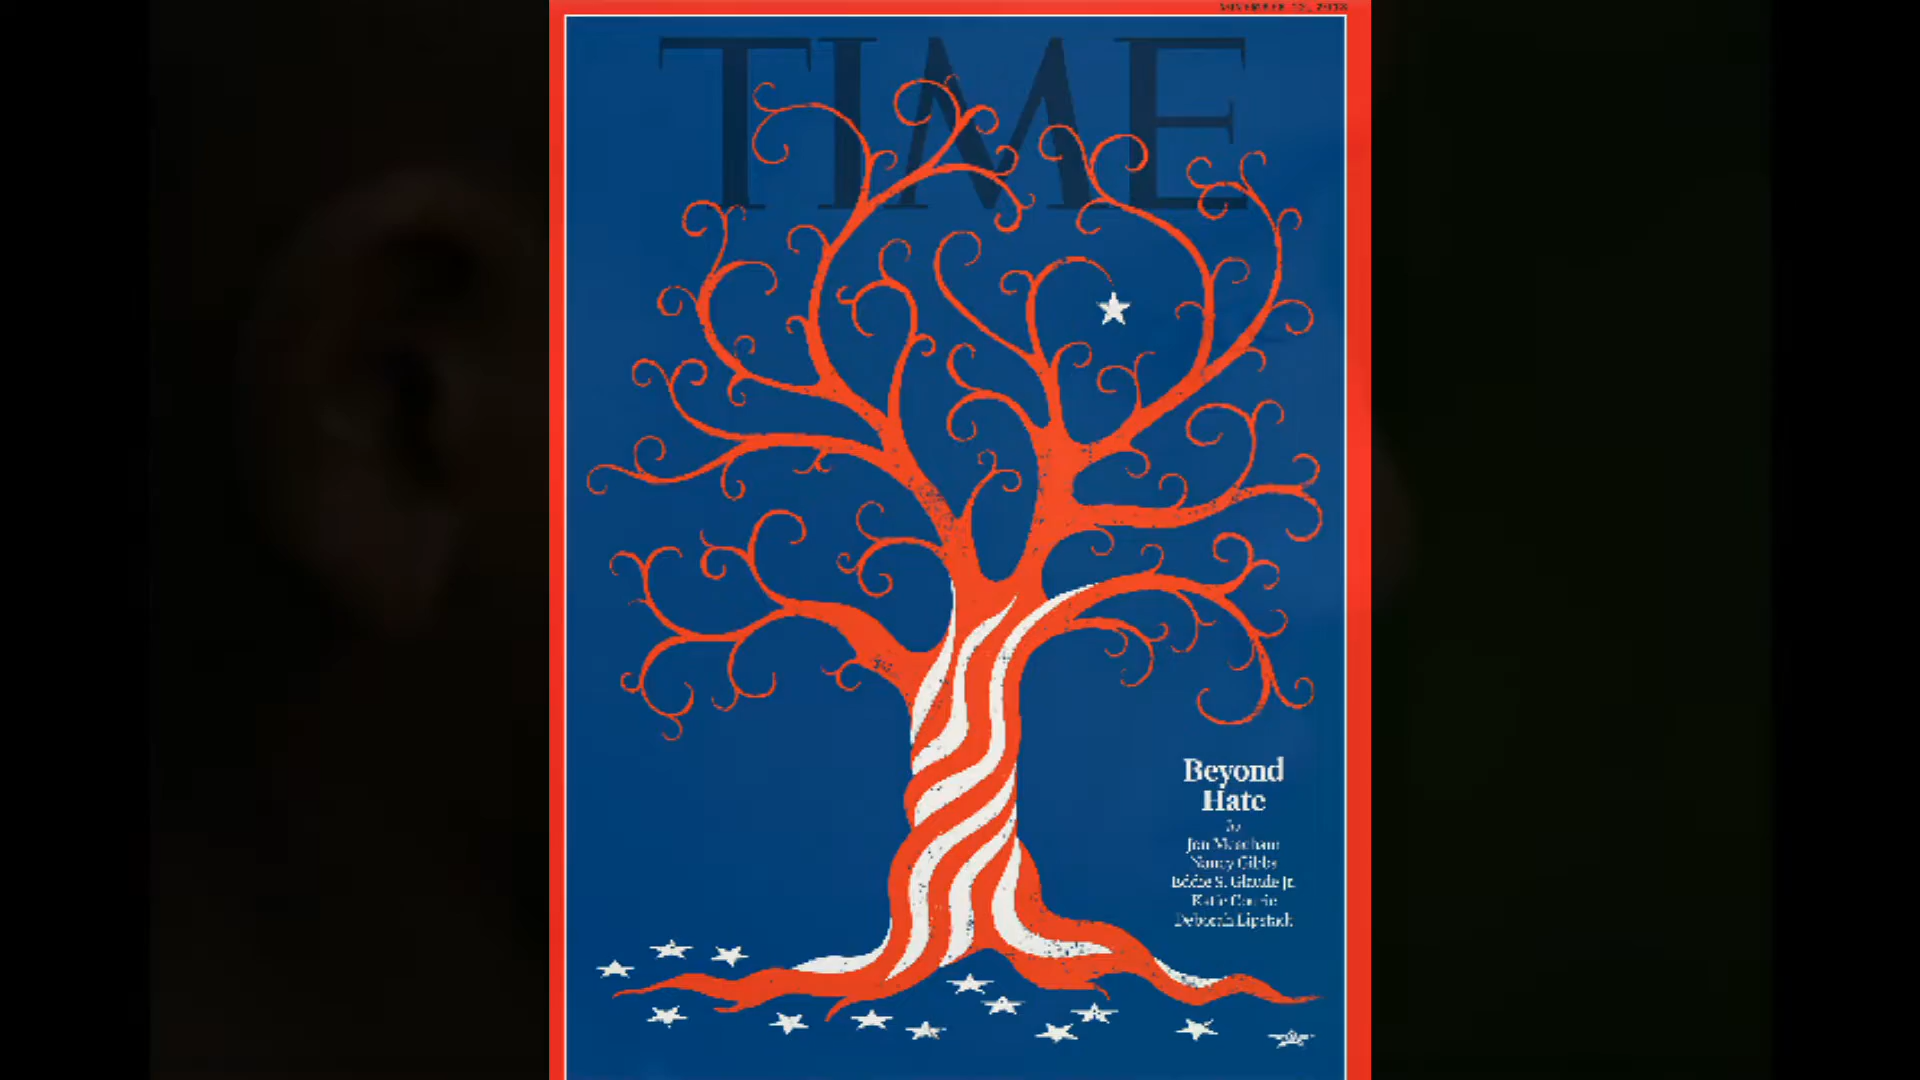 TIME
Beyond
Hate
by
Jon Meacham
Nancy Gibbs
Eddie S. Glaude Jr.
Katie Couric
Deborah Lipstadt